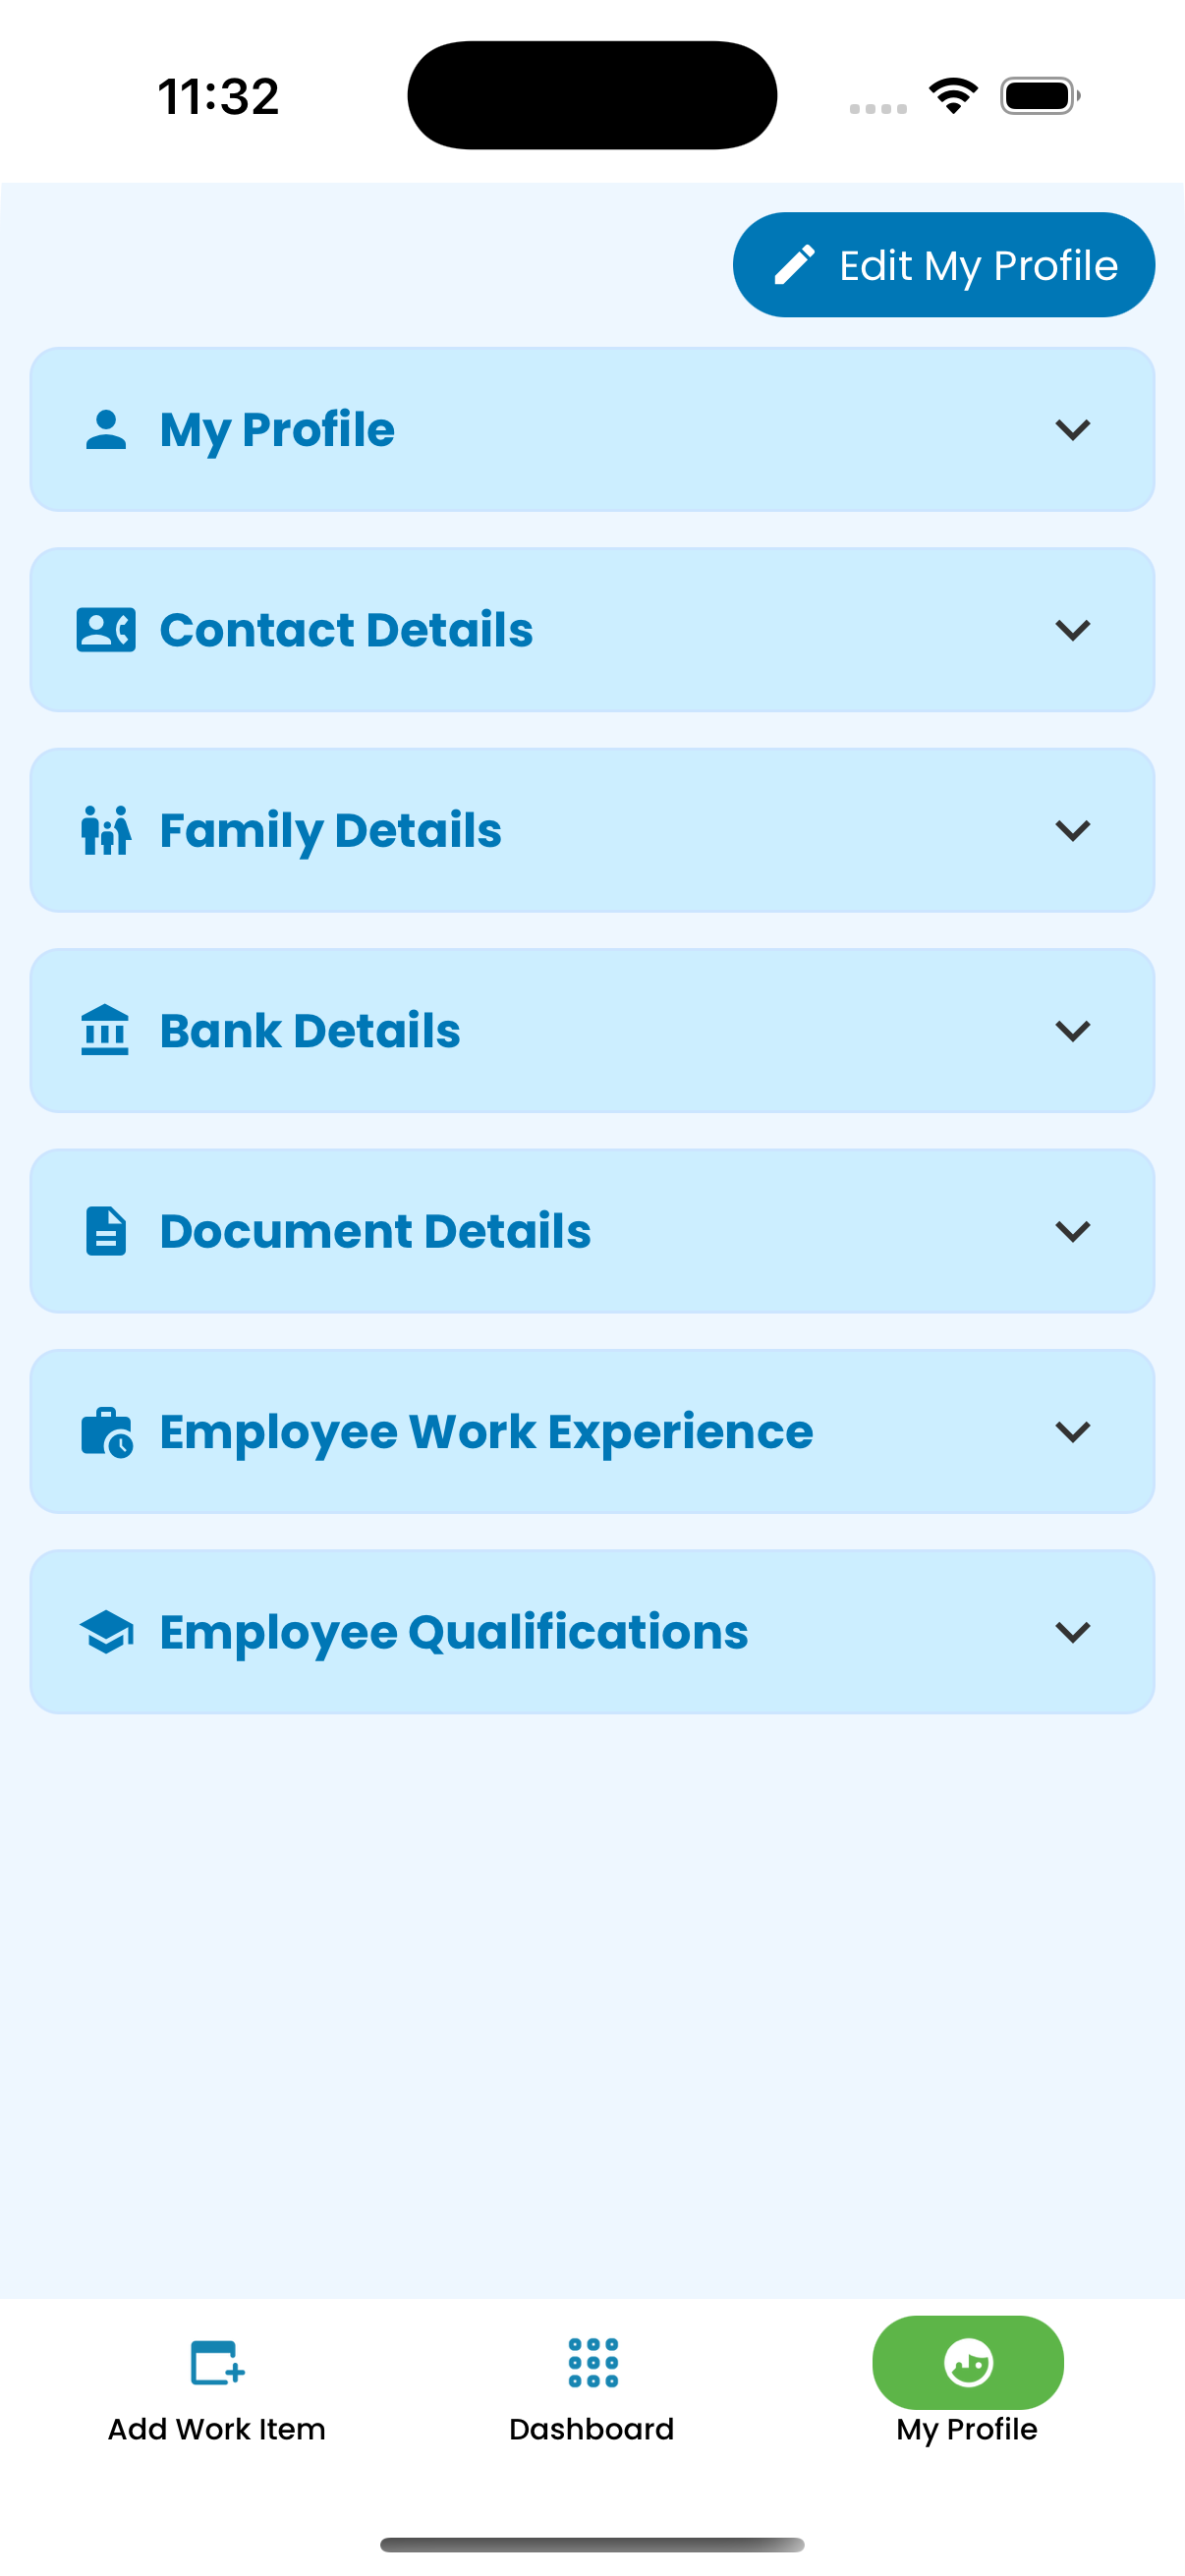 11:32
Edit My Profile
My Profile
Contact Details
Family Details
Bank Details
Document Details
Employee Work Experience
Employee Qualifications
Add Work Item
Dashboard
My Profile